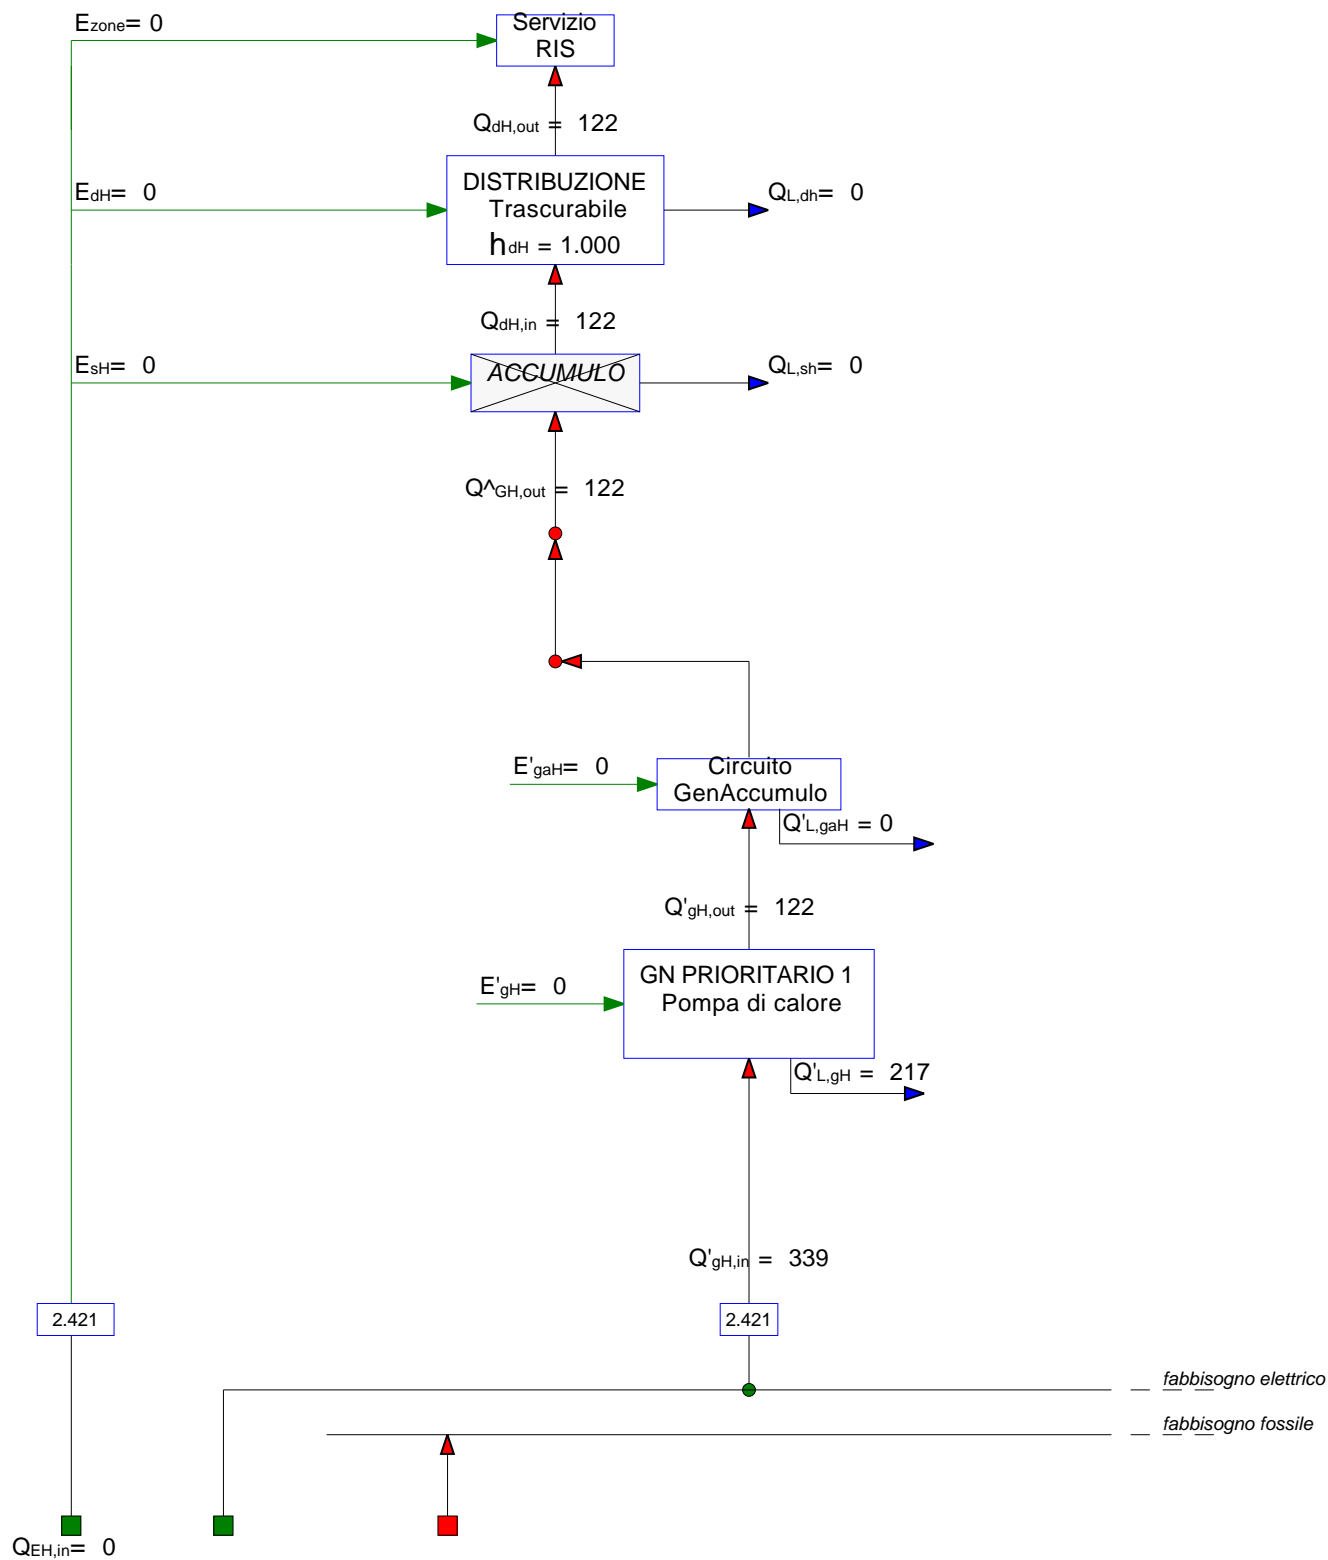 Ezone= 0
Servizio
RIS
QdH,out = 122
EdH= 0
DISTRIBUZIONE
Trascurabile
hdH = 1.000
QL,dh= 0
QdH,in = 122
EsH= 0
ACCUMULO
QL,sh= 0
Q^GH,out = 122
E'gaH= 0
Circuito
GenAccumulo
Q'L,gaH = 0
Q'gH,out = 122
E'gH= 0
GN PRIORITARIO 1
Pompa di calore
Q'L,gH = 217
Q'gH,in = 339
2.421
2.421
fabbisogno elettrico
fabbisogno fossile
QEH,in= 0